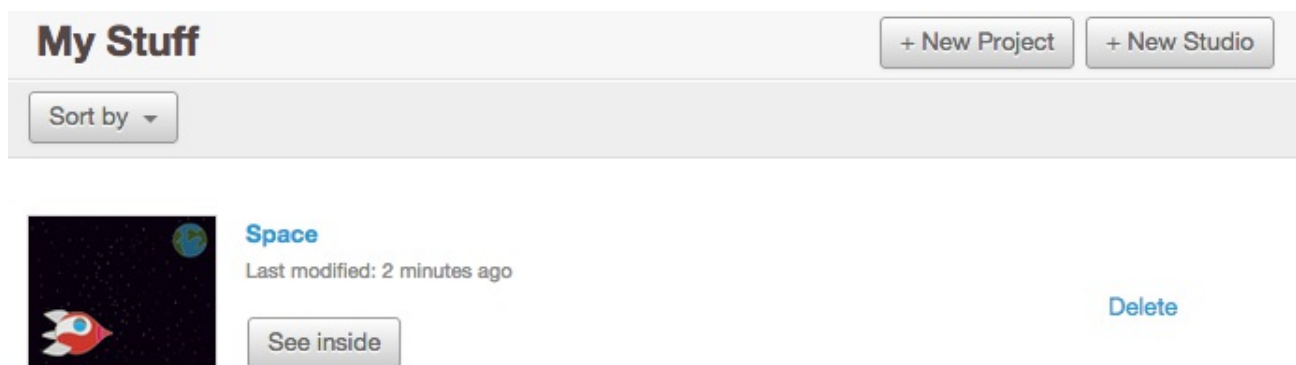 My Stuff
+ New Project
+ New Studio
Sort by
Space
Last modified: 2 minutes ago
Delete
See inside